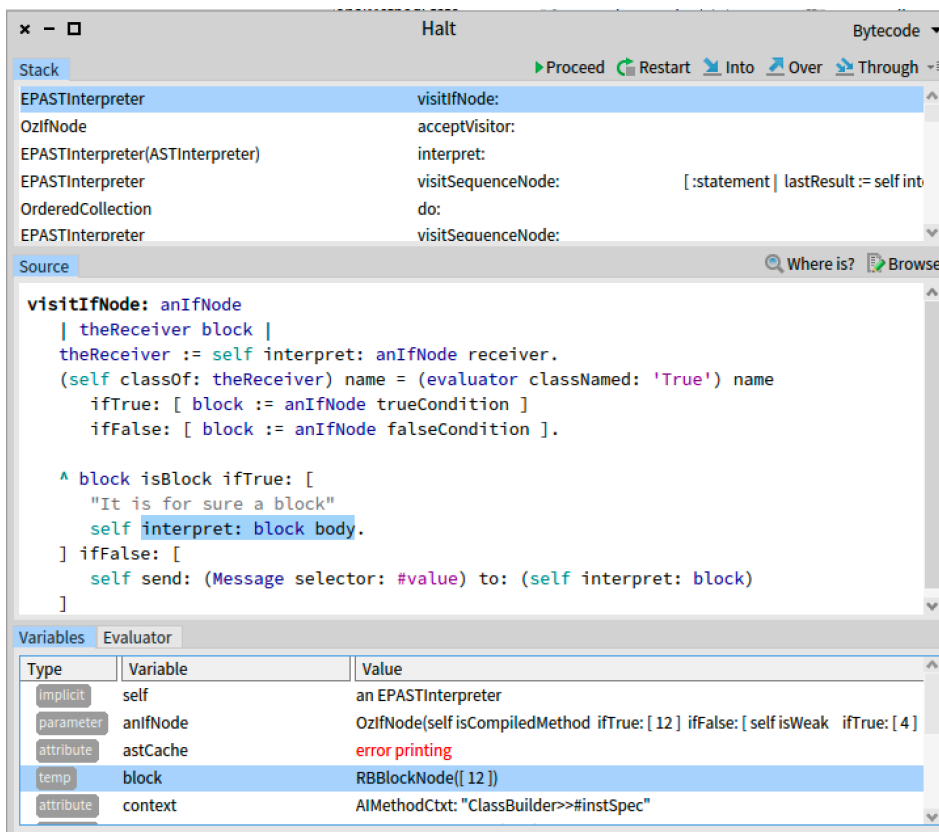 Halt
Bytecode
Stack
Proceed Restart Into Over Through
EPASTInterpreter visitIfNode:
OzIfNode acceptVisitor:
EPASTInterpreter(ASTInterpreter) interpret:
EPASTInterpreter visitSequenceNode: [ :statement | lastResult := self int
OrderedCollection do:
EPASTInterpreter visitSequenceNode:
Source Where is? Browse
visitIfNode: anIfNode
| theReceiver block |
theReceiver := self interpret: anIfNode receiver.
(self classOf: theReceiver) name = (evaluator classNamed: 'True') name
ifTrue: [ block := anIfNode trueCondition ]
ifFalse: [ block := anIfNode falseCondition ].
^ block isBlock ifTrue: [
"It is for sure a block"
self interpret: block body.
] ifFalse: [
self send: (Message selector: #value) to: (self interpret: block)
]
Variables Evaluator
Type Variable Value
implicit self an EPASTInterpreter
parameter anIfNode OzIfNode(self isCompiledMethod ifTrue: [ 12 ] ifFalse: [ self isWeak ifTrue: [ 4 ]
attribute astCache error printing
temp block RBBlockNode([ 12 ])
attribute context AIMethodCtxt: "ClassBuilder>>#instSpec"